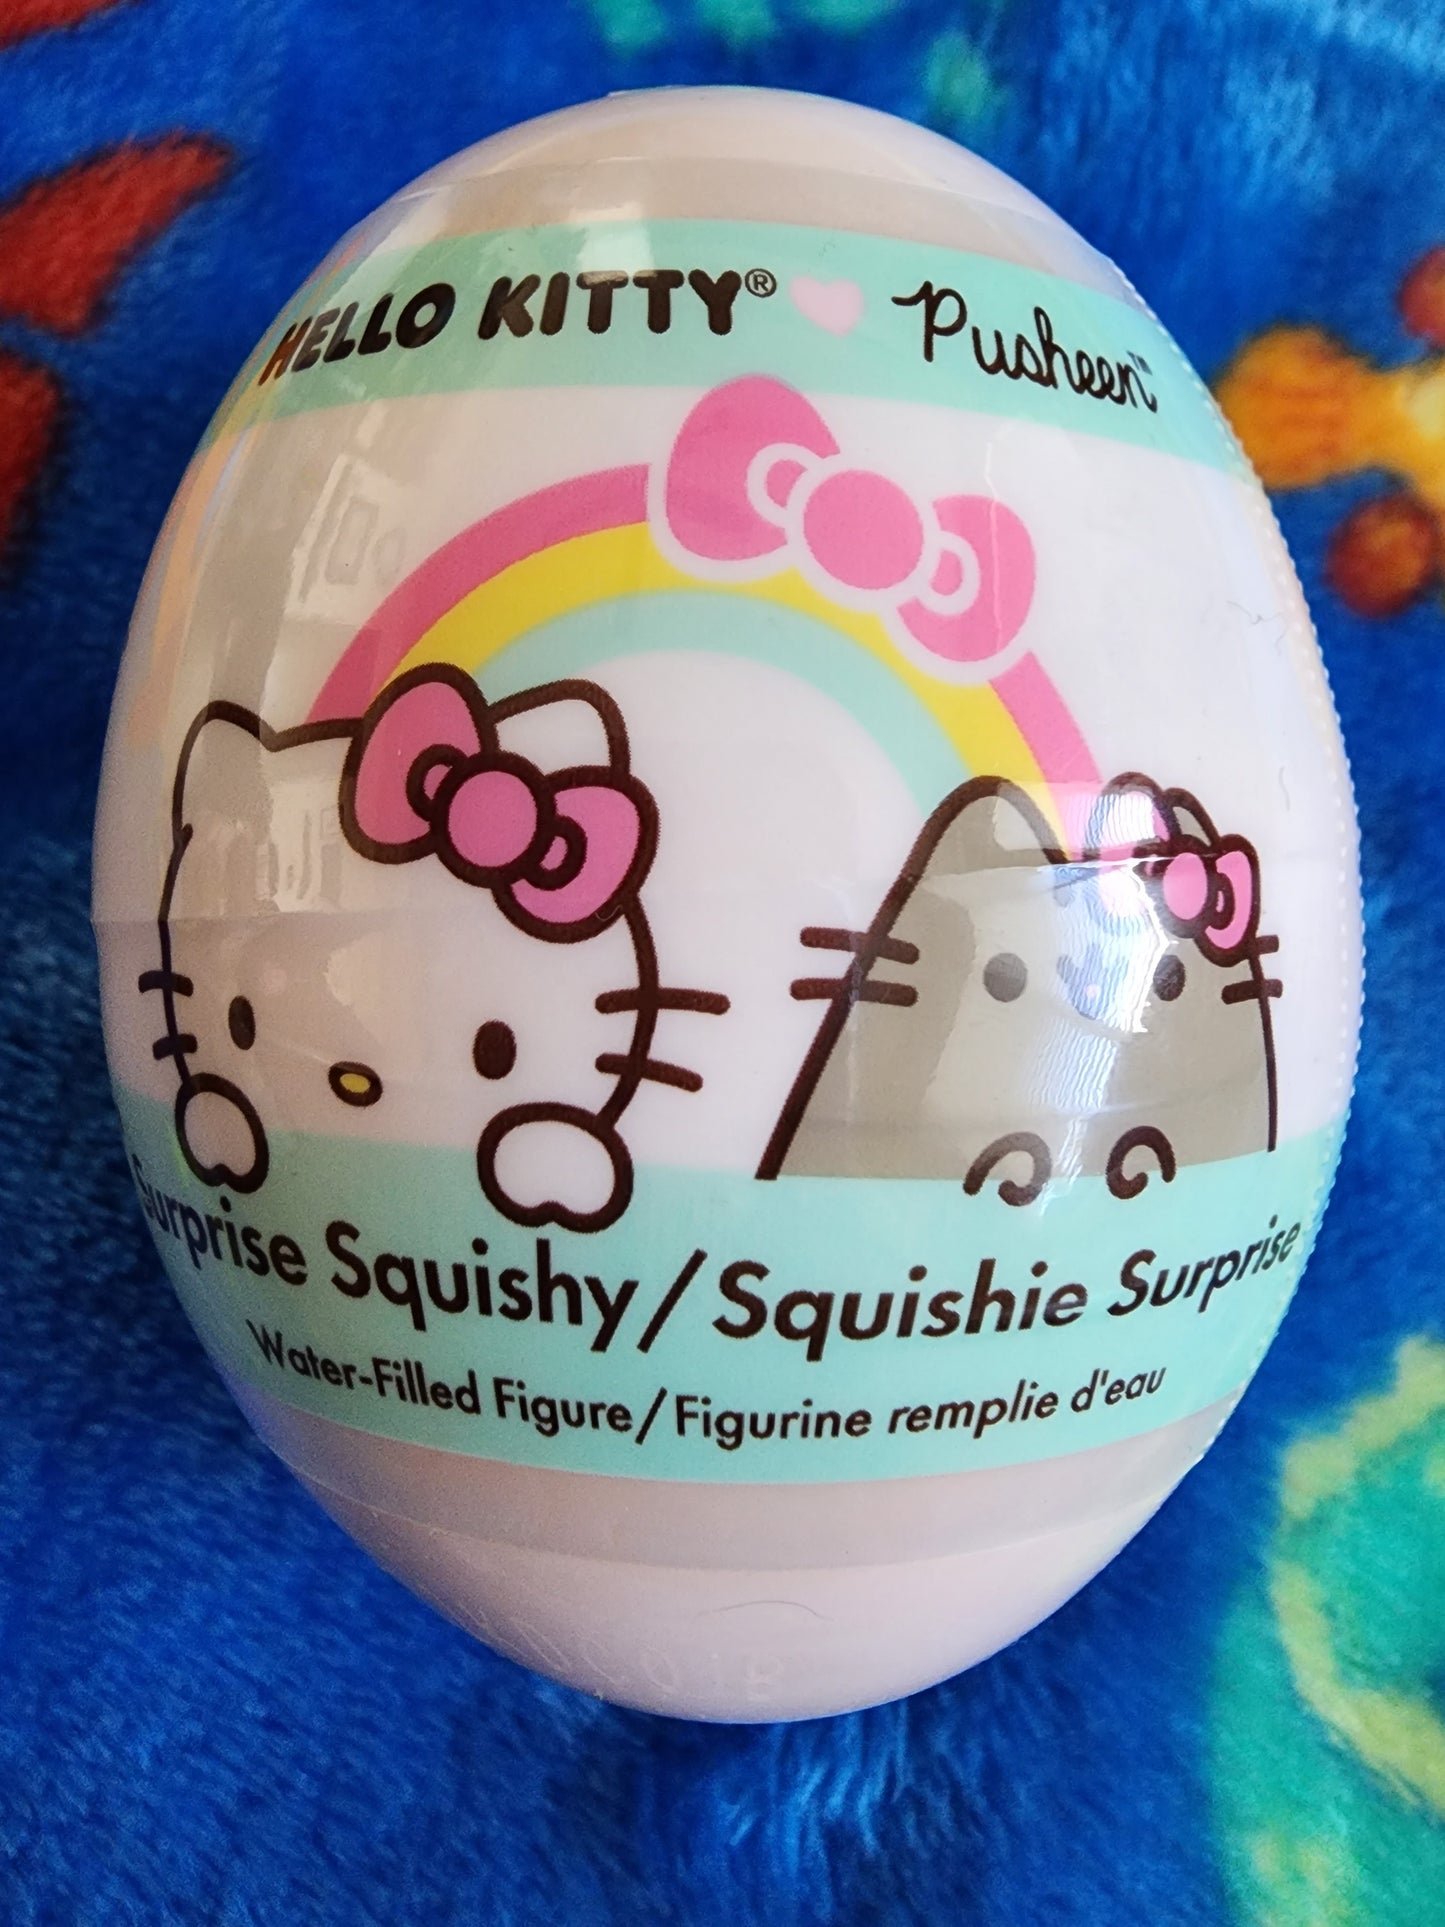 HELLO KITTY® Pusheen™
Surprise Squishy/Squishie Surprise
Water-Filled Figure/Figurine remplie d'eau